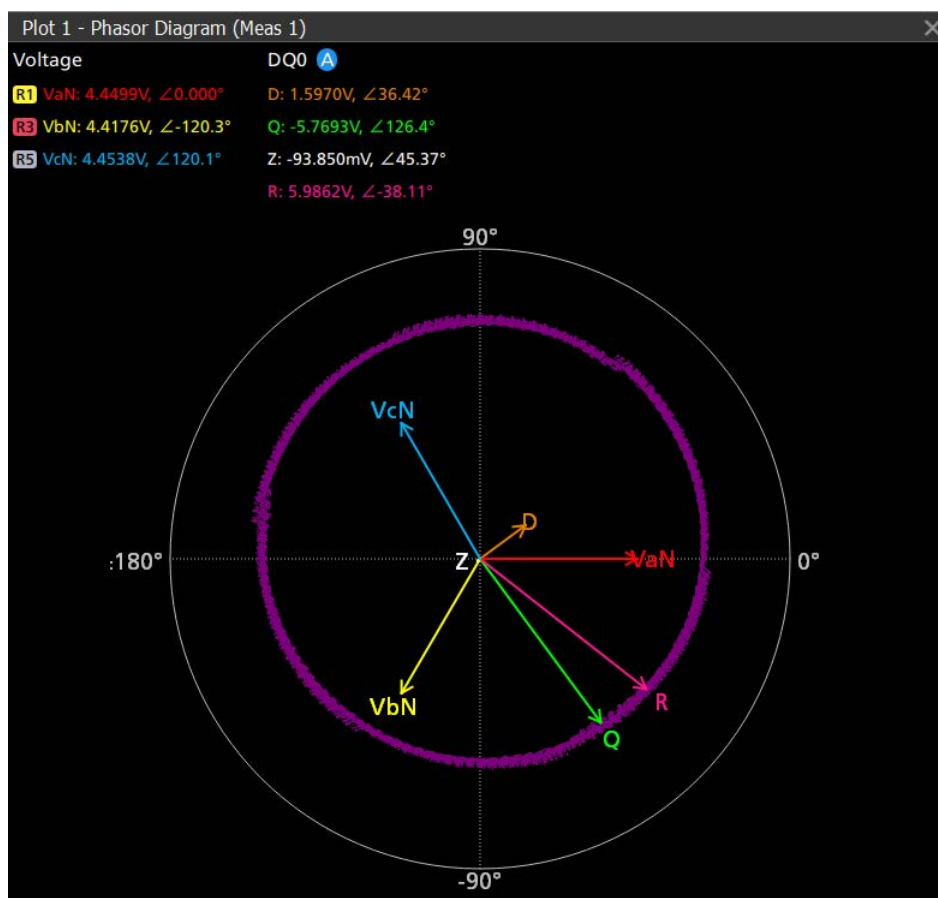 Plot 1 - Phasor Diagram (Meas 1)
Voltage
DQ0 A
R1 VaN: 4.4499V, ∠0.000°
D: 1.5970V, ∠36.42°
R3 VbN: 4.4176V, ∠-120.3°
Q: -5.7693V, ∠126.4°
R5 VcN: 4.4538V, ∠120.1°
Z: -93.850mV, ∠45.37°
R: 5.9862V, ∠-38.11°
90°
VcN
D
:180°
Z
VaN
0°
VbN
R
Q
-90°